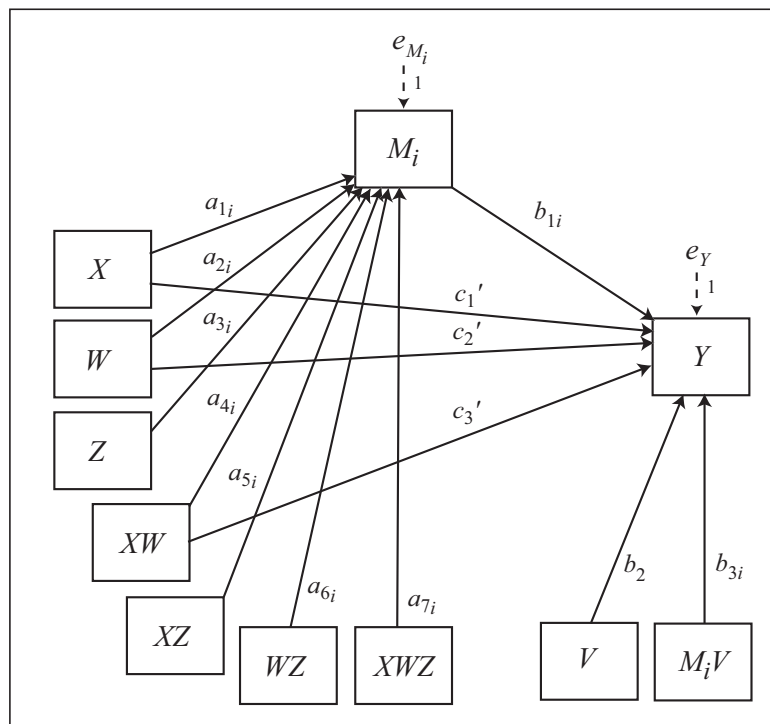 e_{M_i}
1
M_i
a_{1i}
b_{1i}
X
a_{2i}
e_Y
1
c_1′
a_{3i}
W
c_2′
Y
a_{4i}
c_3′
Z
a_{5i}
XW
b_2
b_{3i}
a_{6i}
a_{7i}
XZ
WZ
XWZ
V
M_iV